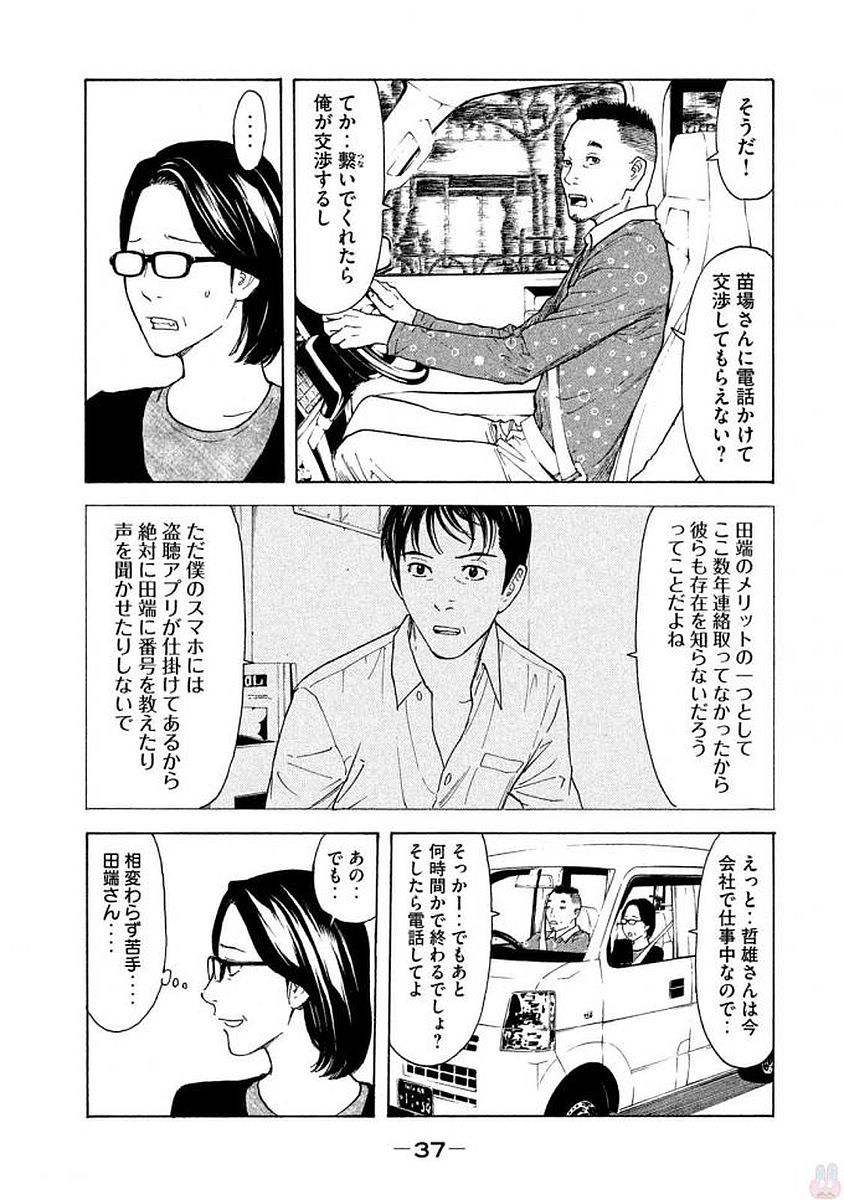 そうだ！
苗場さんに電話かけて
交渉してもらえない？
てか‥繫いでくれたら
つな
俺が交渉するし
‥‥
田端のメリットの一つとして
ここ数年連絡取ってなかったから
彼らも存在を知らないだろう
ってことだよね
ただ僕のスマホには
盗聴アプリが仕掛けてあるから
絶対に田端に番号を教えたり
声を聞かせたりしないで
えっと‥哲雄さんは今
会社で仕事中なので‥
そっかー‥でもあと
何時間かで終わるでしょ？
そしたら電話してよ
あの‥
でも‥
相変わらず苦手‥‥
田端さん‥‥
－37－